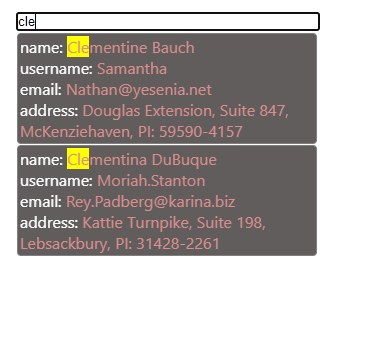 cle
name: Clementine Bauch
username: Samantha
email: Nathan@yesenia.net
address: Douglas Extension, Suite 847,
McKenziehaven, PI: 59590-4157
name: Clementina DuBuque
username: Moriah.Stanton
email: Rey.Padberg@karina.biz
address: Kattie Turnpike, Suite 198,
Lebsackbury, PI: 31428-2261